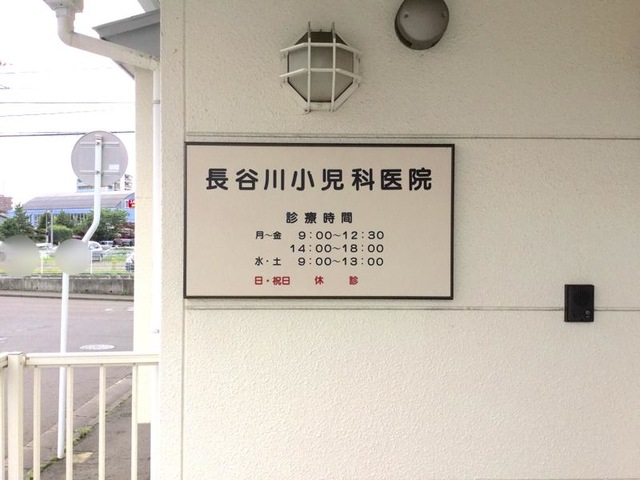 長谷川小児科医院
診療時間
月～金 9：00～12：30
14：00～18：00
水・土 9：00～13：00
日・祝日 休 診